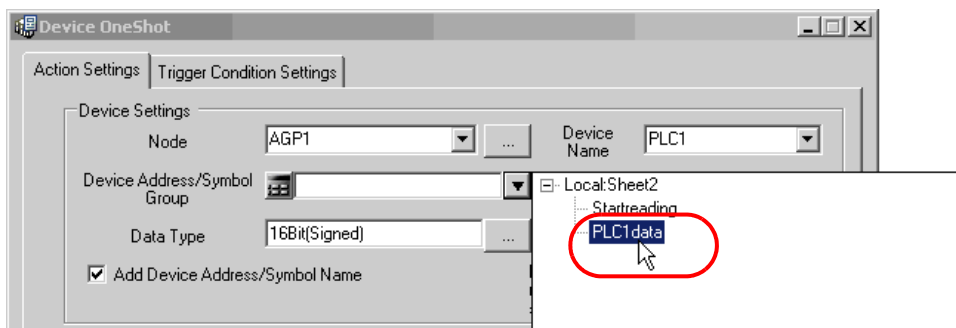 Device OneShot
Action Settings
Trigger Condition Settings
Device Settings
Node
AGP1
...
Device
Name
PLC1
Device Address/Symbol
Group
Local:Sheet2
Startreading
PLC1data
Data Type
16Bit(Signed)
...
Add Device Address/Symbol Name